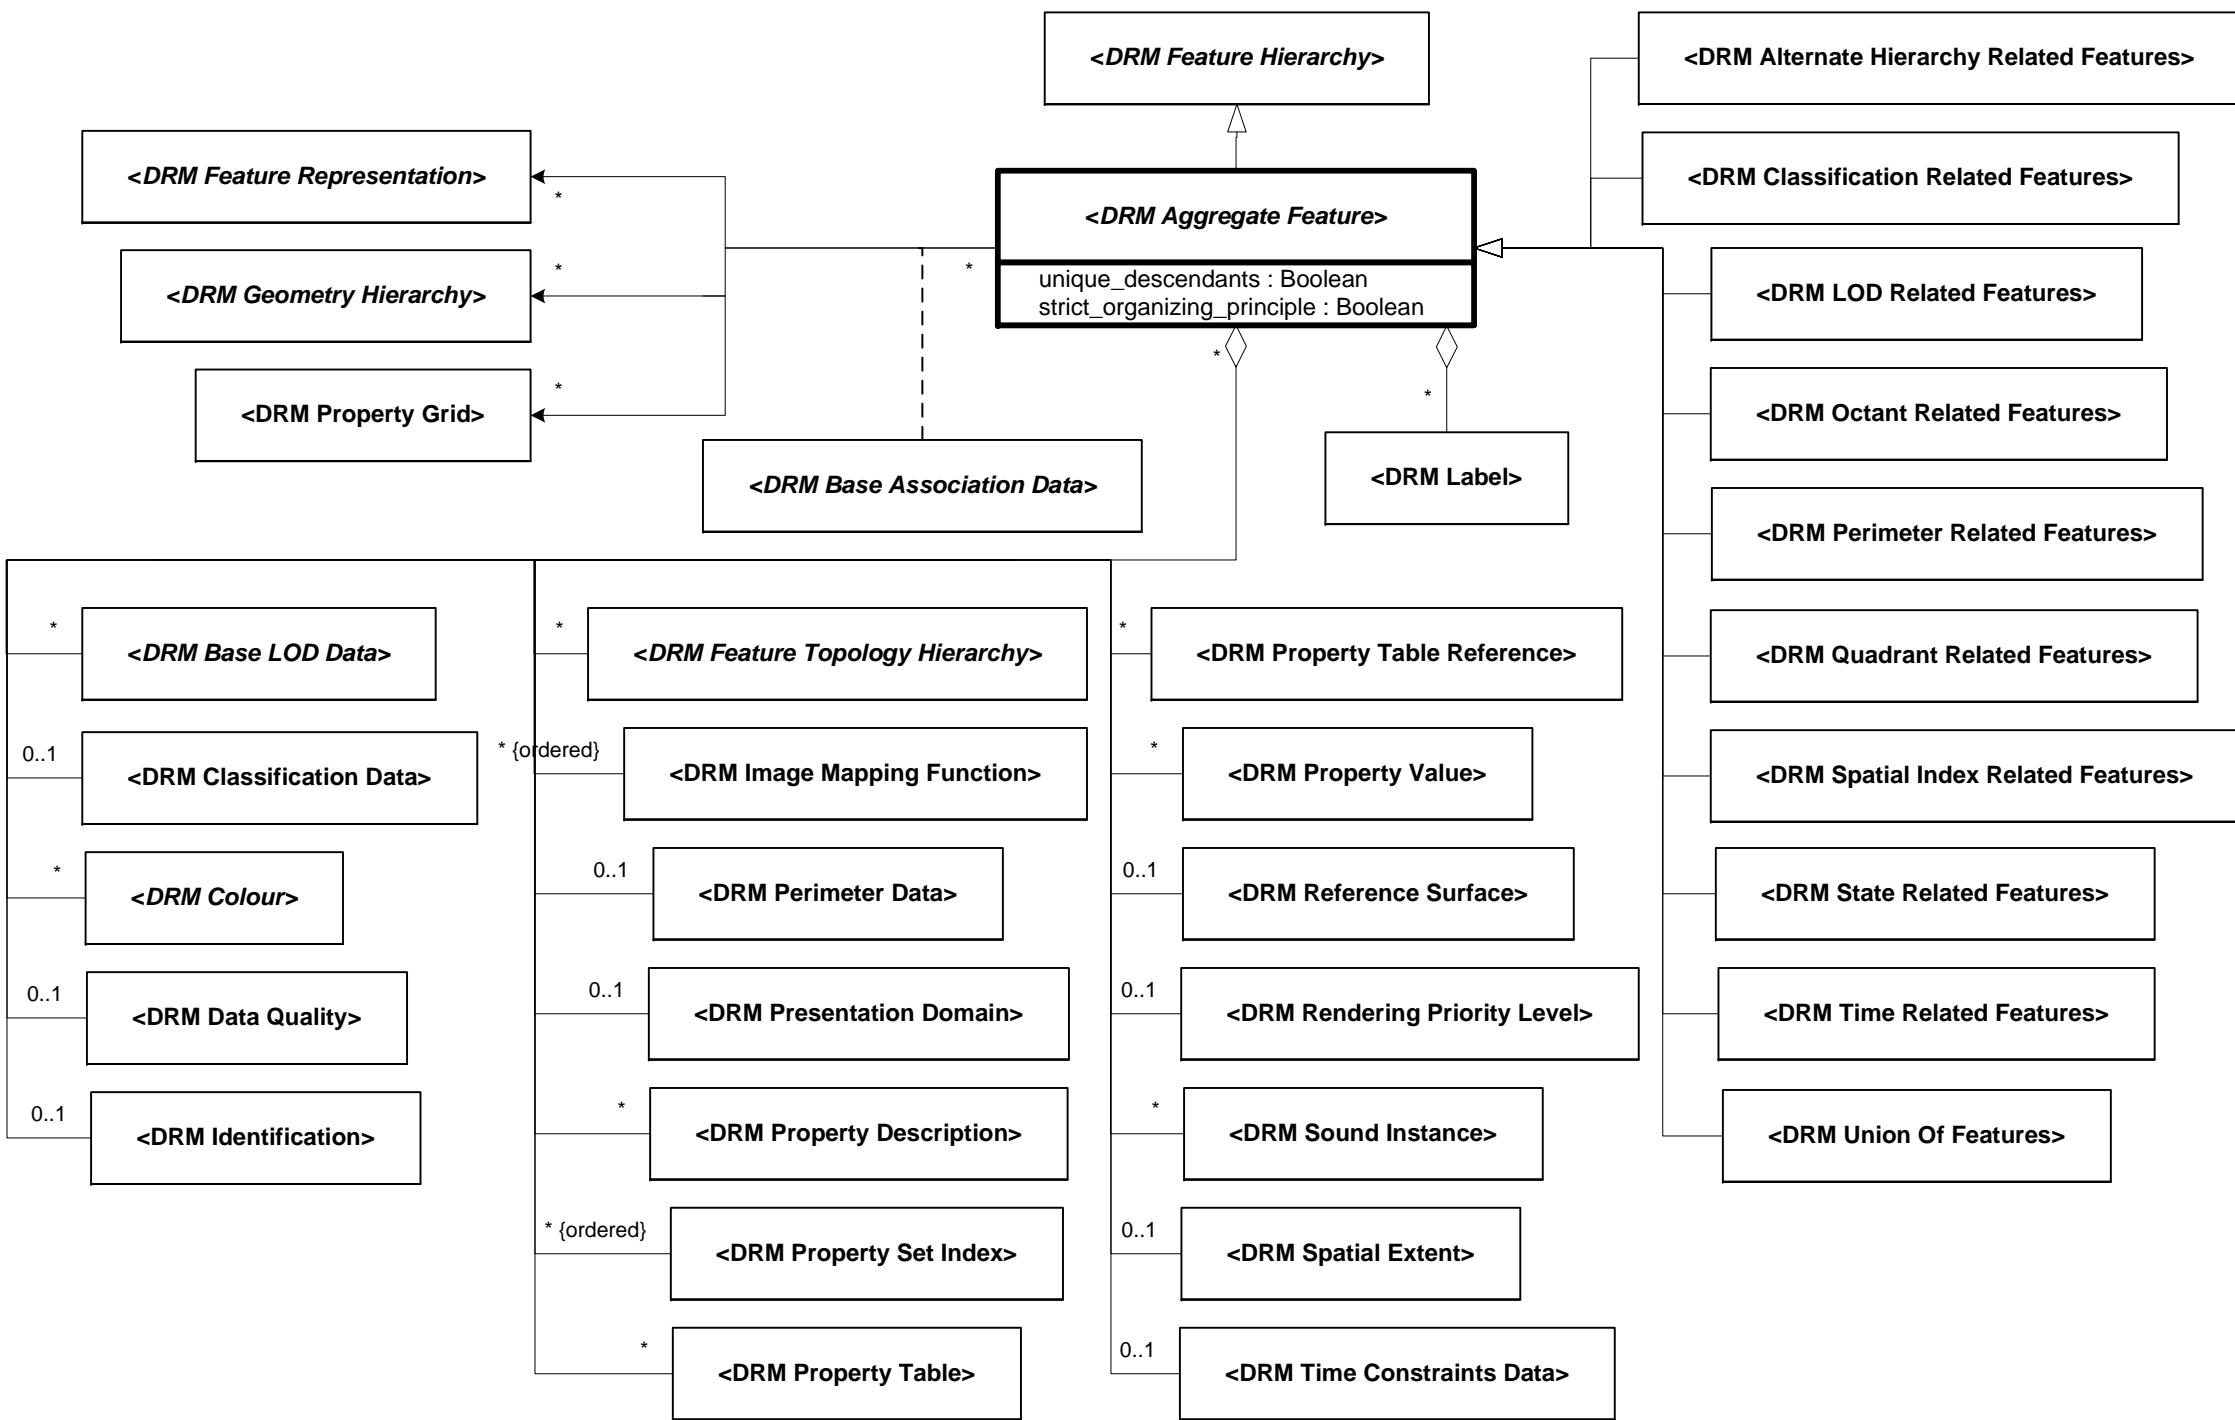 <DRM Feature Hierarchy>
<DRM Alternate Hierarchy Related Features>
<DRM Feature Representation>
*
<DRM Aggregate Feature>
<DRM Classification Related Features>
unique_descendants : Boolean
strict_organizing_principle : Boolean
*
<DRM Geometry Hierarchy>
*
<DRM LOD Related Features>
<DRM Property Grid>
*
*
*
<DRM Octant Related Features>
<DRM Base Association Data>
<DRM Label>
<DRM Perimeter Related Features>
*
<DRM Base LOD Data>
*
<DRM Feature Topology Hierarchy>
*
<DRM Property Table Reference>
<DRM Quadrant Related Features>
0..1
<DRM Classification Data>
* {ordered}
<DRM Image Mapping Function>
*
<DRM Property Value>
<DRM Spatial Index Related Features>
*
<DRM Colour>
0..1
<DRM Perimeter Data>
0..1
<DRM Reference Surface>
<DRM State Related Features>
0..1
<DRM Data Quality>
0..1
<DRM Presentation Domain>
0..1
<DRM Rendering Priority Level>
<DRM Time Related Features>
0..1
<DRM Identification>
*
<DRM Property Description>
*
<DRM Sound Instance>
<DRM Union Of Features>
* {ordered}
<DRM Property Set Index>
0..1
<DRM Spatial Extent>
*
<DRM Property Table>
0..1
<DRM Time Constraints Data>